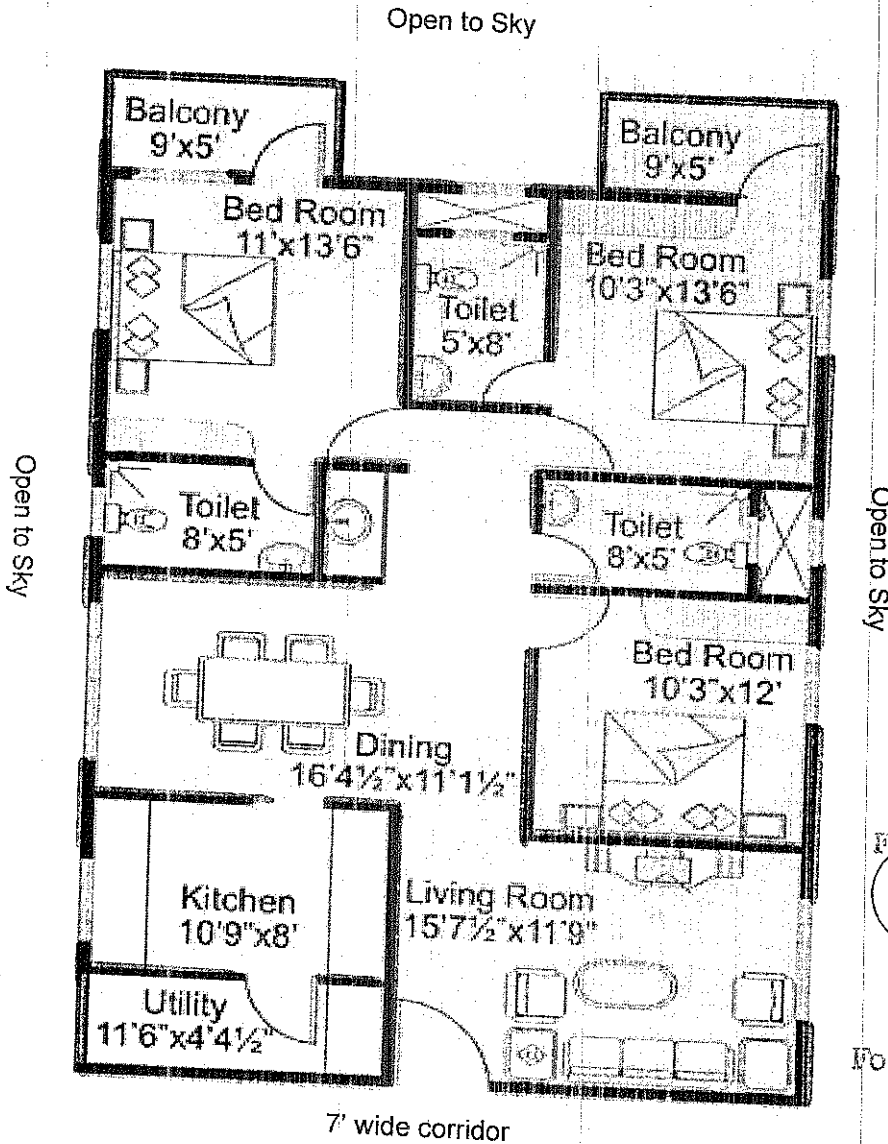 Open to Sky
Balcony
9'x5'
Balcony
9'x5'
Bed Room
11'x13'6"
Bed Room
10'3"x13'6"
Toilet
5'x8'
Open to Sky
Toilet
8'x5'
Toilet
8'x5'
Open to Sky
Bed Room
10'3"x12'
Dining
16'4½"x11'1½"
Kitchen
10'9"x8'
Living Room
15'7½"x11'9"
Utility
11'6"x4'4½"
Fo
7' wide corridor